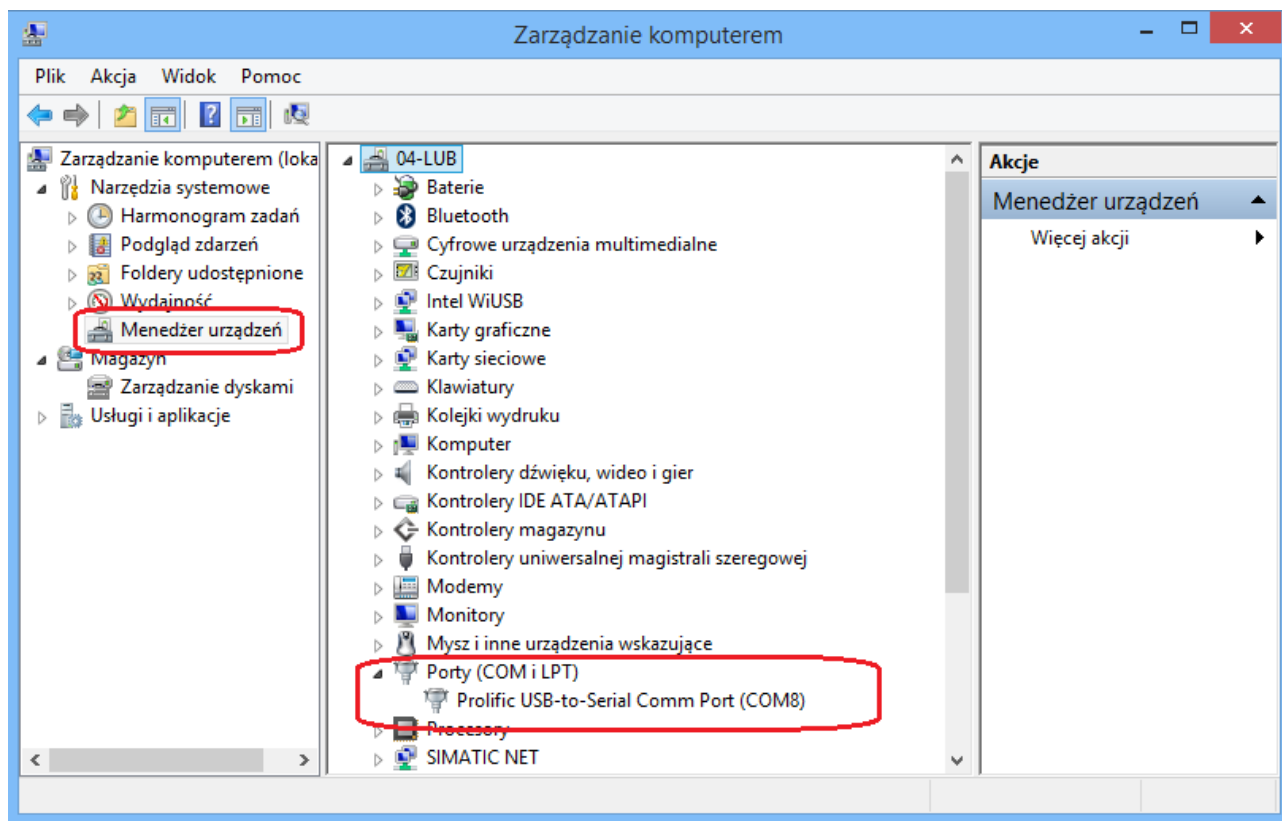 Zarządzanie komputerem
Plik Akcja Widok Pomoc
Zarządzanie komputerem (loka
Narzędzia systemowe
Harmonogram zadań
Podgląd zdarzeń
Foldery udostępnione
Wydajność
Menedżer urządzeń
Magazyn
Zarządzanie dyskami
Usługi i aplikacje
04-LUB
Baterie
Bluetooth
Cyfrowe urządzenia multimedialne
Czujniki
Intel WiUSB
Karty graficzne
Karty sieciowe
Klawiatury
Kolejki wydruku
Komputer
Kontrolery dźwięku, wideo i gier
Kontrolery IDE ATA/ATAPI
Kontrolery magazynu
Kontrolery uniwersalnej magistrali szeregowej
Modemy
Monitory
Mysz i inne urządzenia wskazujące
Porty (COM i LPT)
Prolific USB-to-Serial Comm Port (COM8)
Procesory
SIMATIC NET
Akcje
Menedżer urządzeń
Więcej akcji